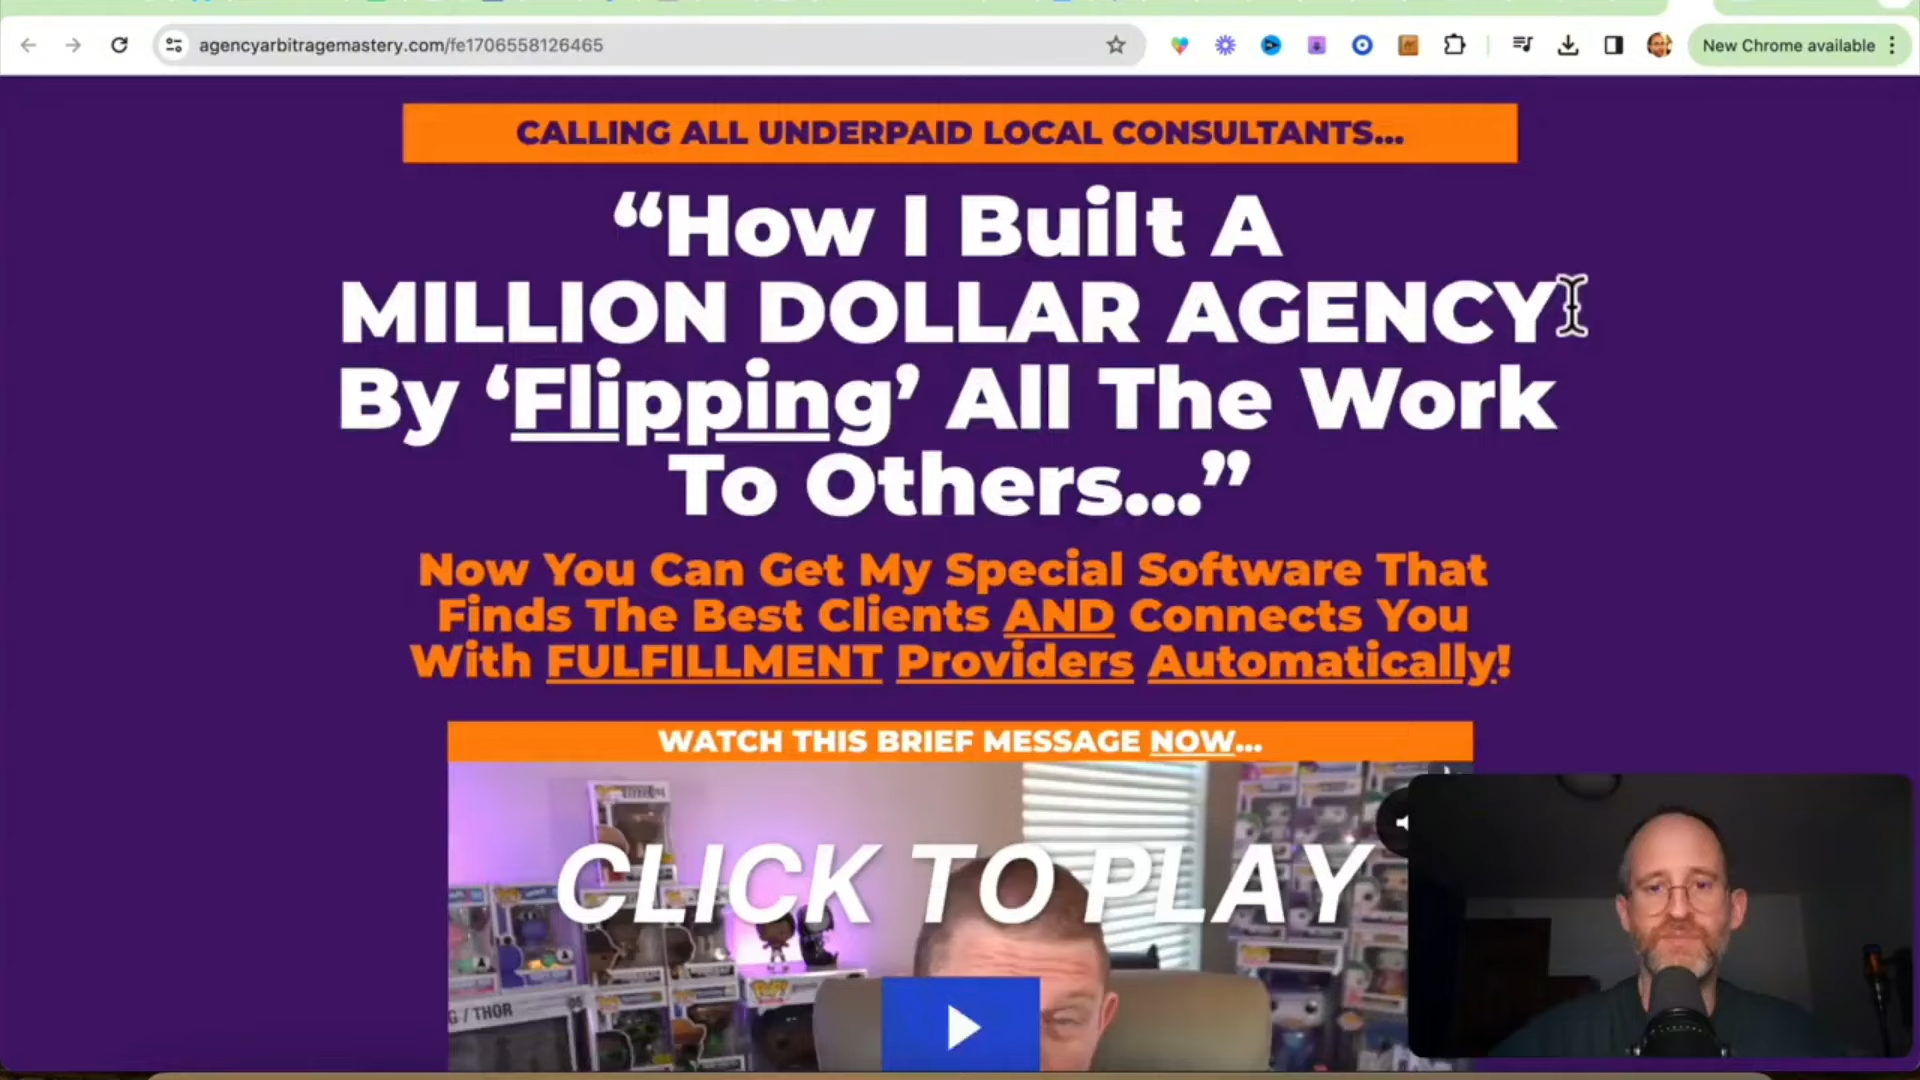 agencyarbitragemastery.com/fe1706558126465
New Chrome available
CALLING ALL UNDERPAID LOCAL CONSULTANTS...
“How I Built A
MILLION DOLLAR AGENCY
By ‘Flipping’ All The Work
To Others...”
Now You Can Get My Special Software That
Finds The Best Clients AND Connects You
With FULFILLMENT Providers Automatically!
WATCH THIS BRIEF MESSAGE NOW...
CLICK TO PLAY
POP!
G / THOR